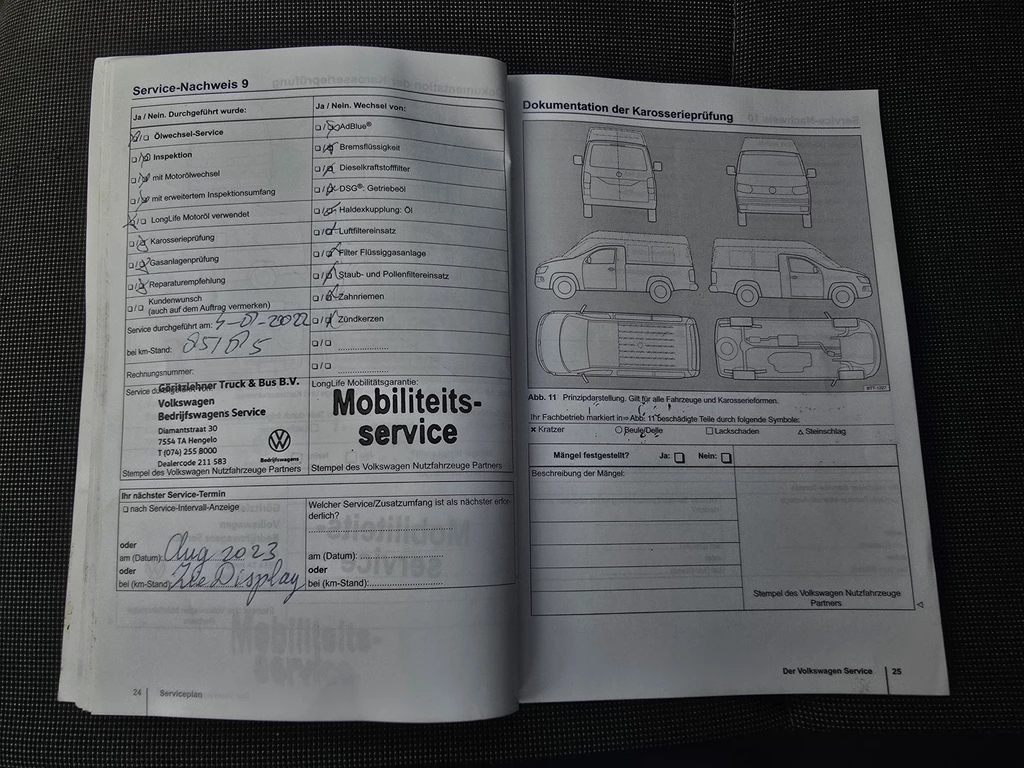 Service-Nachweis 9
Ja / Nein. Durchgeführt wurde:
Ölwechsel-Service
Inspektion
mit Motorölwechsel
mit erweitertem Inspektionsumfang
LongLife Motoröl verwendet
Karosserieprüfung
Gasanlagenprüfung
Reparaturempfehlung
Kundenwunsch
(auch auf dem Auftrag vermerken)
Service durchgeführt am:
bei km-Stand:
Rechnungsnummer:
Ja / Nein. Wechsel von:
AdBlue®
Bremsflüssigkeit
Dieselkraftstofffilter
DSG®: Getriebeöl
Haldexkupplung: Öl
Luftfiltereinsatz
Filter Flüssiggasanlage
Staub- und Pollenfiltereinsatz
Zahnriemen
Zündkerzen
Service
Göritzlehner Truck & Bus B.V.
Volkswagen
Bedrijfswagens Service
Diamantstraat 30
7554 TA Hengelo
T (074) 255 8000
Dealercode 211 583
Bedrijfswagens
Stempel des Volkswagen Nutzfahrzeuge Partners
LongLife Mobilitätsgarantie:
Mobiliteits-
service
Stempel des Volkswagen Nutzfahrzeuge Partners
Ihr nächster Service-Termin
nach Service-Intervall-Anzeige
oder
am (Datum): Aug 2023
oder
bei (km-Stand): Zie Display
Welcher Service/Zusatzumfang ist als nächster erfor-
derlich?
am (Datum):
oder
bei (km-Stand):
24 Serviceplan
Dokumentation der Karosserieprüfung
Abb. 11 Prinzipdarstellung. Gilt für alle Fahrzeuge und Karosserieformen.
Ihr Fachbetrieb markiert in ⇒ Abb. 11 beschädigte Teile durch folgende Symbole:
× Kratzer ○ Beule/Delle □ Lackschaden △ Steinschlag
Mängel festgestellt? Ja: Nein:
Beschreibung der Mängel:
Stempel des Volkswagen Nutzfahrzeuge
Partners
Der Volkswagen Service 25